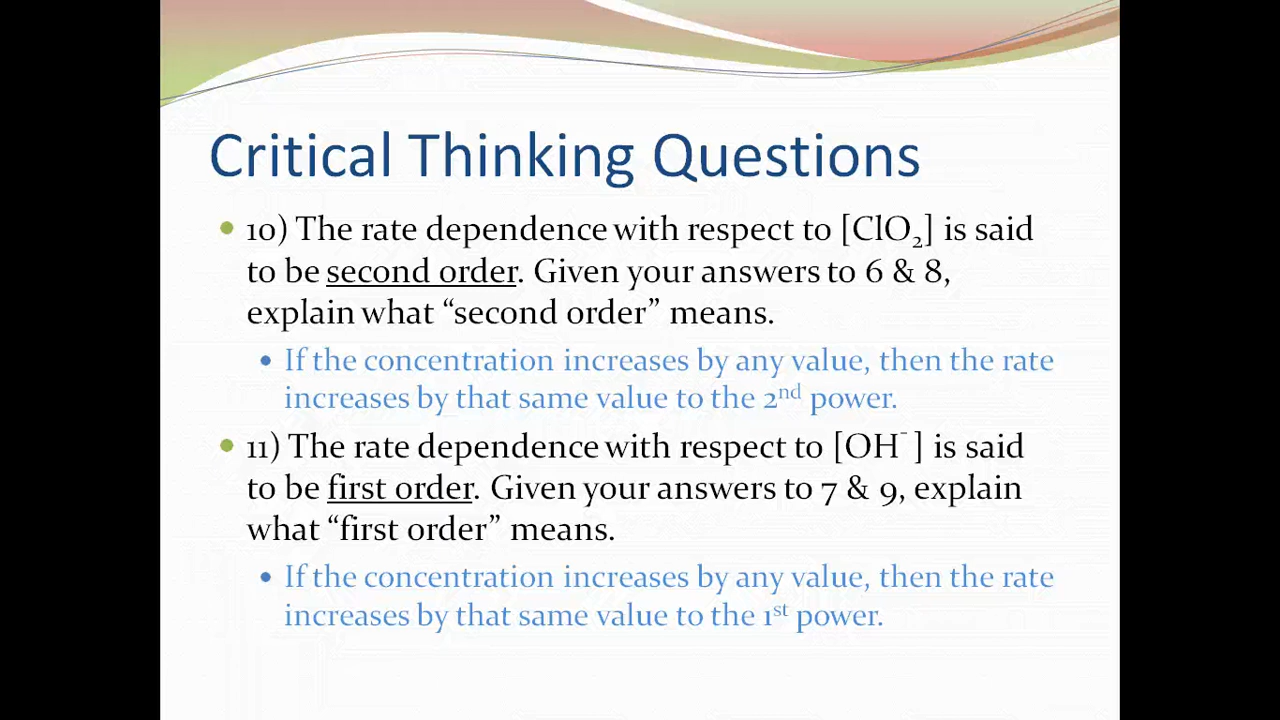 Critical Thinking Questions
• 10) The rate dependence with respect to [ClO₂] is said
to be second order. Given your answers to 6 & 8,
explain what “second order” means.
• If the concentration increases by any value, then the rate
increases by that same value to the 2ⁿᵈ power.
• 11) The rate dependence with respect to [OH⁻] is said
to be first order. Given your answers to 7 & 9, explain
what “first order” means.
• If the concentration increases by any value, then the rate
increases by that same value to the 1ˢᵗ power.